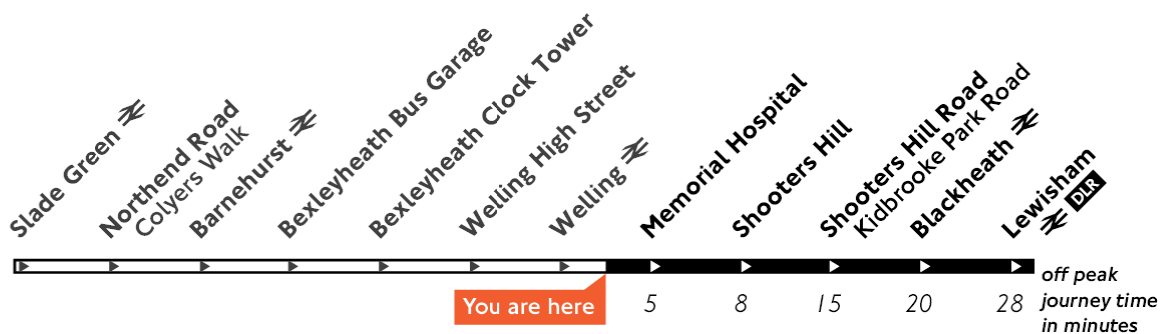 Slade Green
Northend Road
Colyers Walk
Barnehurst
Bexleyheath Bus Garage
Bexleyheath Clock Tower
Welling High Street
Welling
Memorial Hospital
Shooters Hill
Shooters Hill Road
Kidbrooke Park Road
Blackheath
Lewisham
DLR
You are here
5
8
15
20
28
off peak
journey time
in minutes